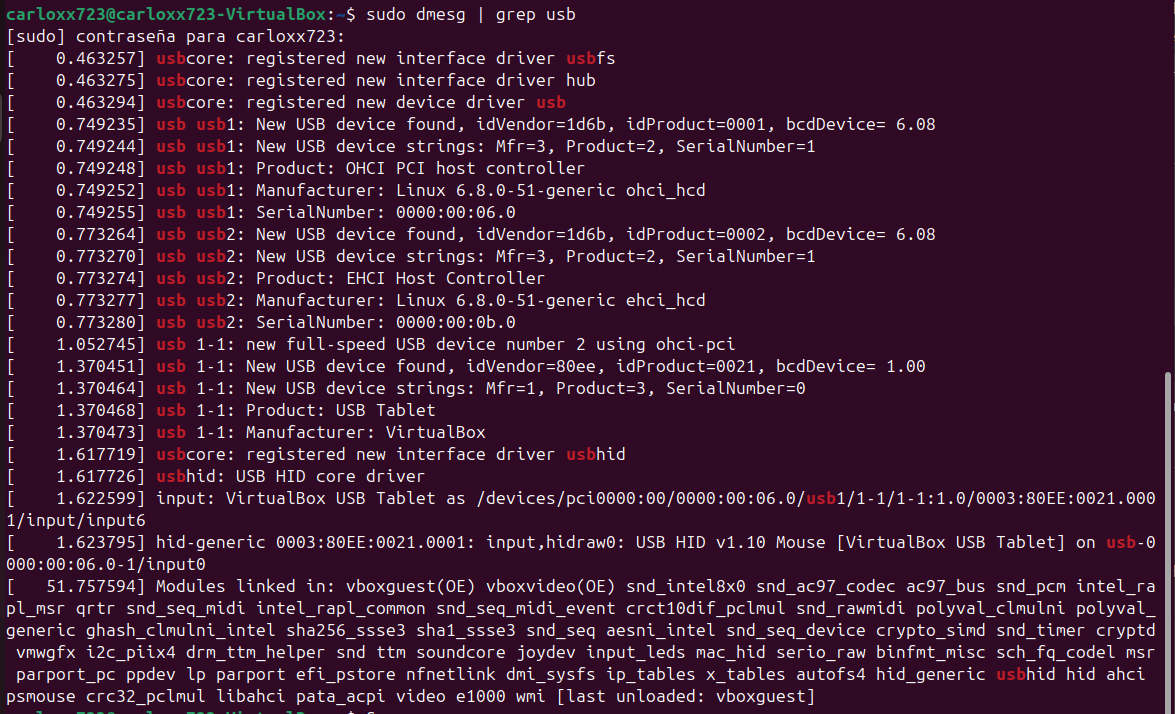 carloxx723@carloxx723-VirtualBox:~$ sudo dmesg | grep usb
[sudo] contraseña para carloxx723:
[    0.463257] usbcore: registered new interface driver usbfs
[    0.463275] usbcore: registered new interface driver hub
[    0.463294] usbcore: registered new device driver usb
[    0.749235] usb usb1: New USB device found, idVendor=1d6b, idProduct=0001, bcdDevice= 6.08
[    0.749244] usb usb1: New USB device strings: Mfr=3, Product=2, SerialNumber=1
[    0.749248] usb usb1: Product: OHCI PCI host controller
[    0.749252] usb usb1: Manufacturer: Linux 6.8.0-51-generic ohci_hcd
[    0.749255] usb usb1: SerialNumber: 0000:00:06.0
[    0.773264] usb usb2: New USB device found, idVendor=1d6b, idProduct=0002, bcdDevice= 6.08
[    0.773270] usb usb2: New USB device strings: Mfr=3, Product=2, SerialNumber=1
[    0.773274] usb usb2: Product: EHCI Host Controller
[    0.773277] usb usb2: Manufacturer: Linux 6.8.0-51-generic ehci_hcd
[    0.773280] usb usb2: SerialNumber: 0000:00:0b.0
[    1.052745] usb 1-1: new full-speed USB device number 2 using ohci-pci
[    1.370451] usb 1-1: New USB device found, idVendor=80ee, idProduct=0021, bcdDevice= 1.00
[    1.370464] usb 1-1: New USB device strings: Mfr=1, Product=3, SerialNumber=0
[    1.370468] usb 1-1: Product: USB Tablet
[    1.370473] usb 1-1: Manufacturer: VirtualBox
[    1.617719] usbcore: registered new interface driver usbhid
[    1.617726] usbhid: USB HID core driver
[    1.622599] input: VirtualBox USB Tablet as /devices/pci0000:00/0000:00:06.0/usb1/1-1/1-1:1.0/0003:80EE:0021.000
1/input/input6
[    1.623795] hid-generic 0003:80EE:0021.0001: input,hidraw0: USB HID v1.10 Mouse [VirtualBox USB Tablet] on usb-0
000:00:06.0-1/input0
[   51.757594] Modules linked in: vboxguest(OE) vboxvideo(OE) snd_intel8x0 snd_ac97_codec ac97_bus snd_pcm intel_ra
pl_msr qrtr snd_seq_midi intel_rapl_common snd_seq_midi_event crct10dif_pclmul snd_rawmidi polyval_clmulni polyval_
generic ghash_clmulni_intel sha256_ssse3 sha1_ssse3 snd_seq aesni_intel snd_seq_device crypto_simd snd_timer cryptd
 vmwgfx i2c_piix4 drm_ttm_helper snd ttm soundcore joydev input_leds mac_hid serio_raw binfmt_misc sch_fq_codel msr
 parport_pc ppdev lp parport efi_pstore nfnetlink dmi_sysfs ip_tables x_tables autofs4 hid_generic usbhid hid ahci
psmouse crc32_pclmul libahci pata_acpi video e1000 wmi [last unloaded: vboxguest]